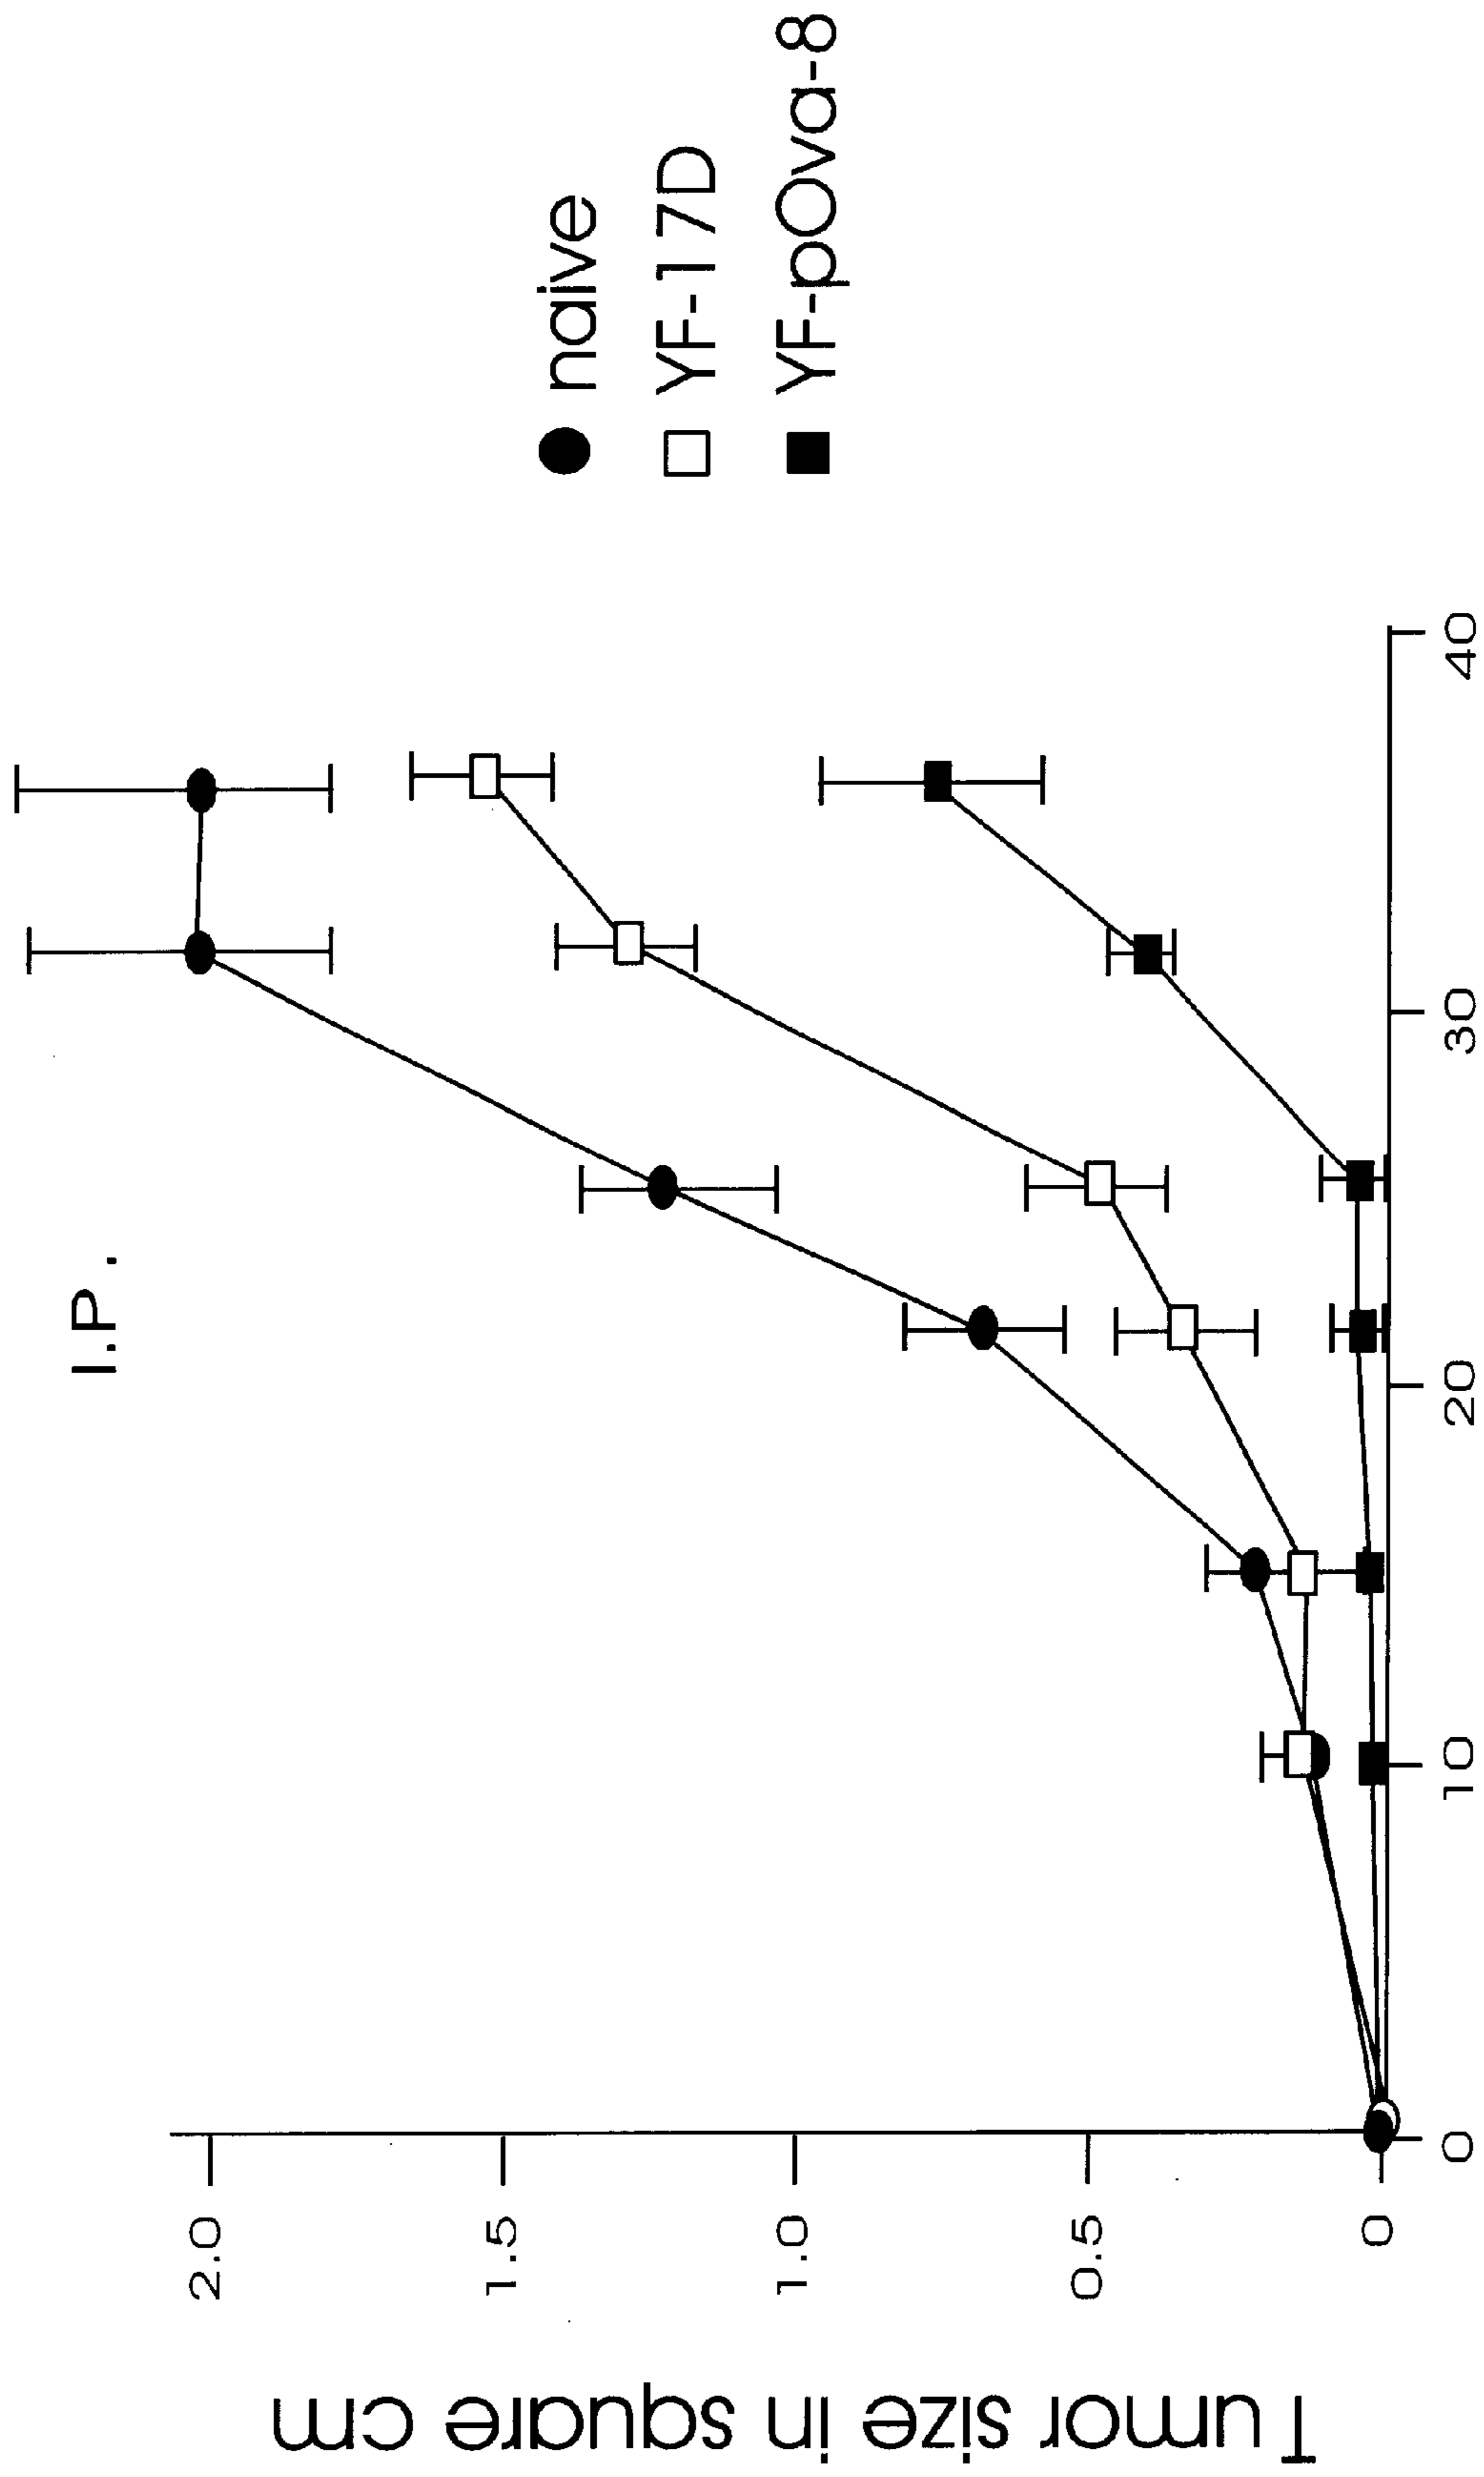 I.P.
naive
YF-17D
YF-pOva-8
Tumor size in square cm
2.0
1.5
1.0
0.5
0
0
10
20
30
40